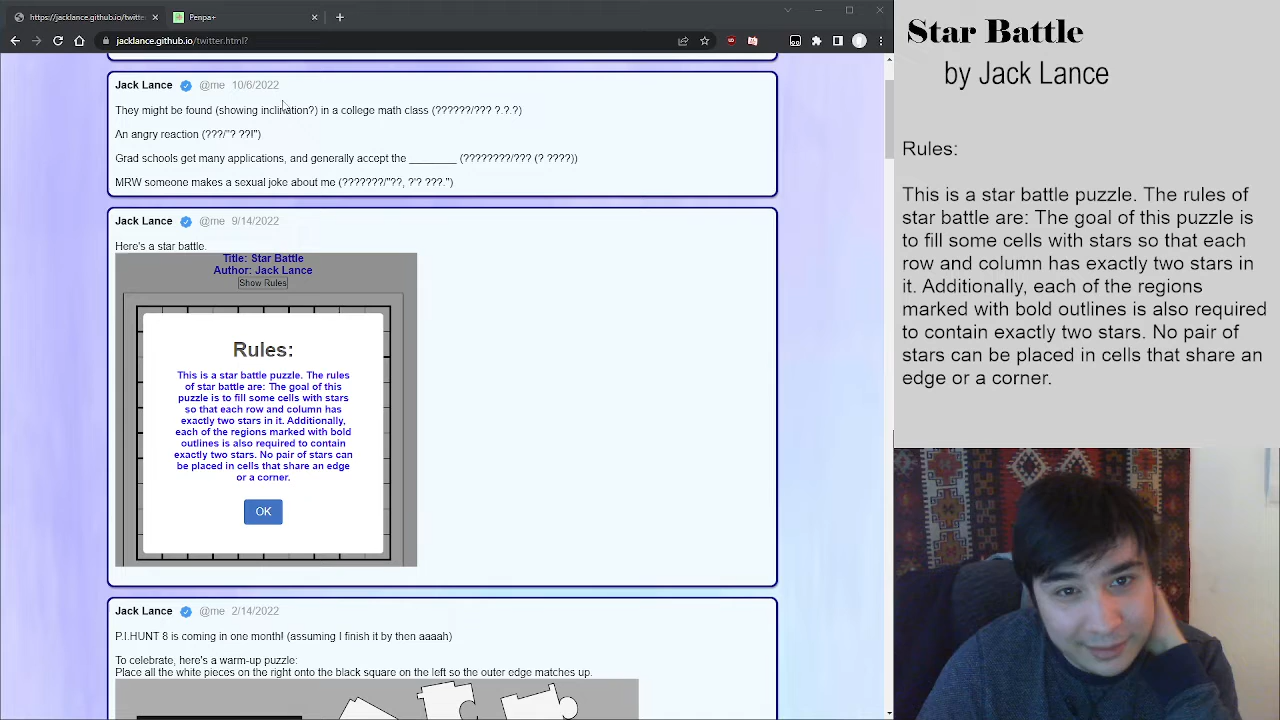 https://jacklance.github.io/twitter
Penpa+
jacklance.github.io/twitter.html?
Jack Lance @me 10/6/2022
They might be found (showing inclination?) in a college math class (??????/??? ?.?.?)
An angry reaction (???/"? ??!")
Grad schools get many applications, and generally accept the ________ (????????/??? (? ????))
MRW someone makes a sexual joke about me (???????/"??, ?'? ???.")
Jack Lance @me 9/14/2022
Here's a star battle.
Title: Star Battle
Author: Jack Lance
Show Rules
Rules:
This is a star battle puzzle. The rules
of star battle are: The goal of this
puzzle is to fill some cells with stars
so that each row and column has
exactly two stars in it. Additionally,
each of the regions marked with bold
outlines is also required to contain
exactly two stars. No pair of stars can
be placed in cells that share an edge
or a corner.
OK
Jack Lance @me 2/14/2022
P.I.HUNT 8 is coming in one month! (assuming I finish it by then aaaah)
To celebrate, here's a warm-up puzzle:
Place all the white pieces on the right onto the black square on the left so the outer edge matches up.
Star Battle
by Jack Lance
Rules:
This is a star battle puzzle. The rules of
star battle are: The goal of this puzzle is
to fill some cells with stars so that each
row and column has exactly two stars in
it. Additionally, each of the regions
marked with bold outlines is also required
to contain exactly two stars. No pair of
stars can be placed in cells that share an
edge or a corner.